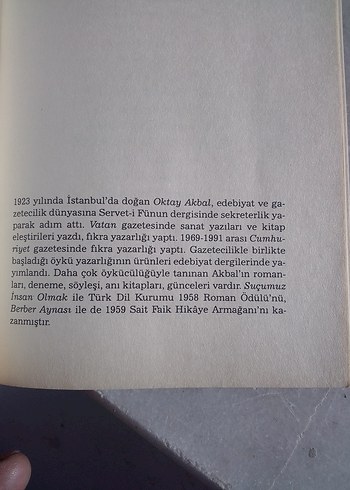 1923 yılında İstanbul'da doğan Oktay Akbal, edebiyat ve ga-
zetecilik dünyasına Servet-i Fünun dergisinde sekreterlik ya-
parak adım attı. Vatan gazetesinde sanat yazıları ve kitap
eleştirileri yazdı, fıkra yazarlığı yaptı. 1969-1991 arası Cumhu-
riyet gazetesinde fıkra yazarlığı yaptı. Gazetecilikle birlikte
başladığı öykü yazarlığının ürünleri edebiyat dergilerinde ya-
yımlandı. Daha çok öykücülüğüyle tanınan Akbal'ın roman-
ları, deneme, söyleşi, anı kitapları, günceleri vardır. Suçumuz
İnsan Olmak ile Türk Dil Kurumu 1958 Roman Ödülü'nü,
Berber Aynası ile de 1959 Sait Faik Hikâye Armağanı'nı ka-
zanmıştır.